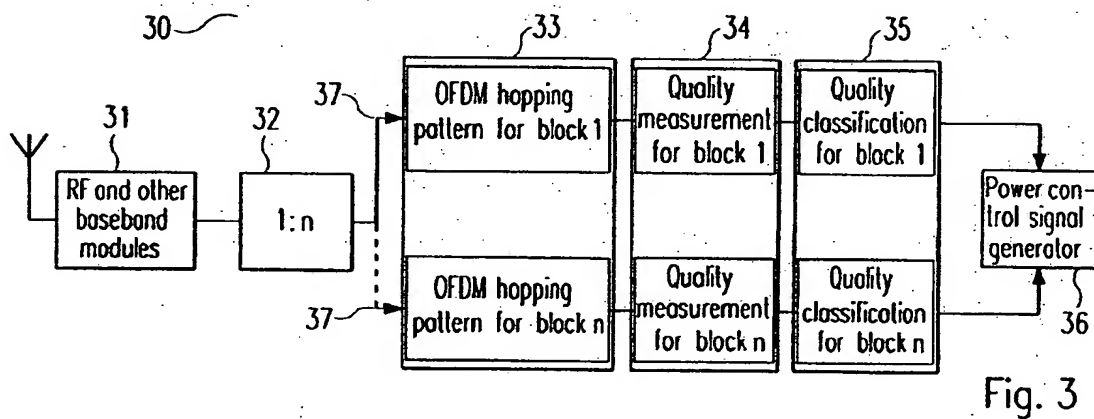 30
33
34
35
37
31
32
OFDM hopping
pattern for block 1
Quality
measurement
for block 1
Quality
classification for
block 1
RF and other
baseband
modules
1:n
Power con-
trol signal
generator
36
37
OFDM hopping
pattern for block n
Quality
measurement
for block n
Quality
classification
for block n
Fig. 3